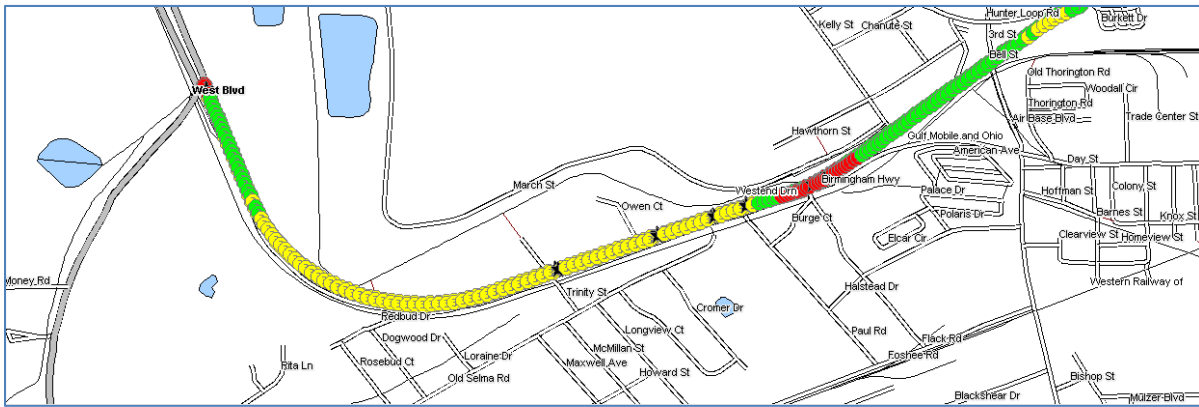 Hunter Loop Rd
Burkett Dr
Kelly St
Chanute St
3rd St
Bell St
Old Thorington Rd
West Blvd
Woodall Cir
Thorington Rd
Trade Center St
Air Base Blvd
Hawthorn St
Gulf Mobile and Ohio
American Ave
Day St
March St
Westend Drn
Birmingham Hwy
Palace Dr
Hoffman St
Colony St
Owen Ct
Burge Ct
Polaris Dr
Barnes St
Knox St
Elcar Cir
Clearview St
Homeview St
Money Rd
Halstead Dr
Western Railway of
Trinity St
Cromer Dr
Redbud Dr
Dogwood Dr
Longview Ct
Paul Rd
Flack Rd
McMillan St
Loraine Dr
Foshee Rd
Rita Ln
Rosebud Ct
Maxwell Ave
Howard St
Old Selma Rd
Bishop St
Blackshear Dr
Mulzer Blvd